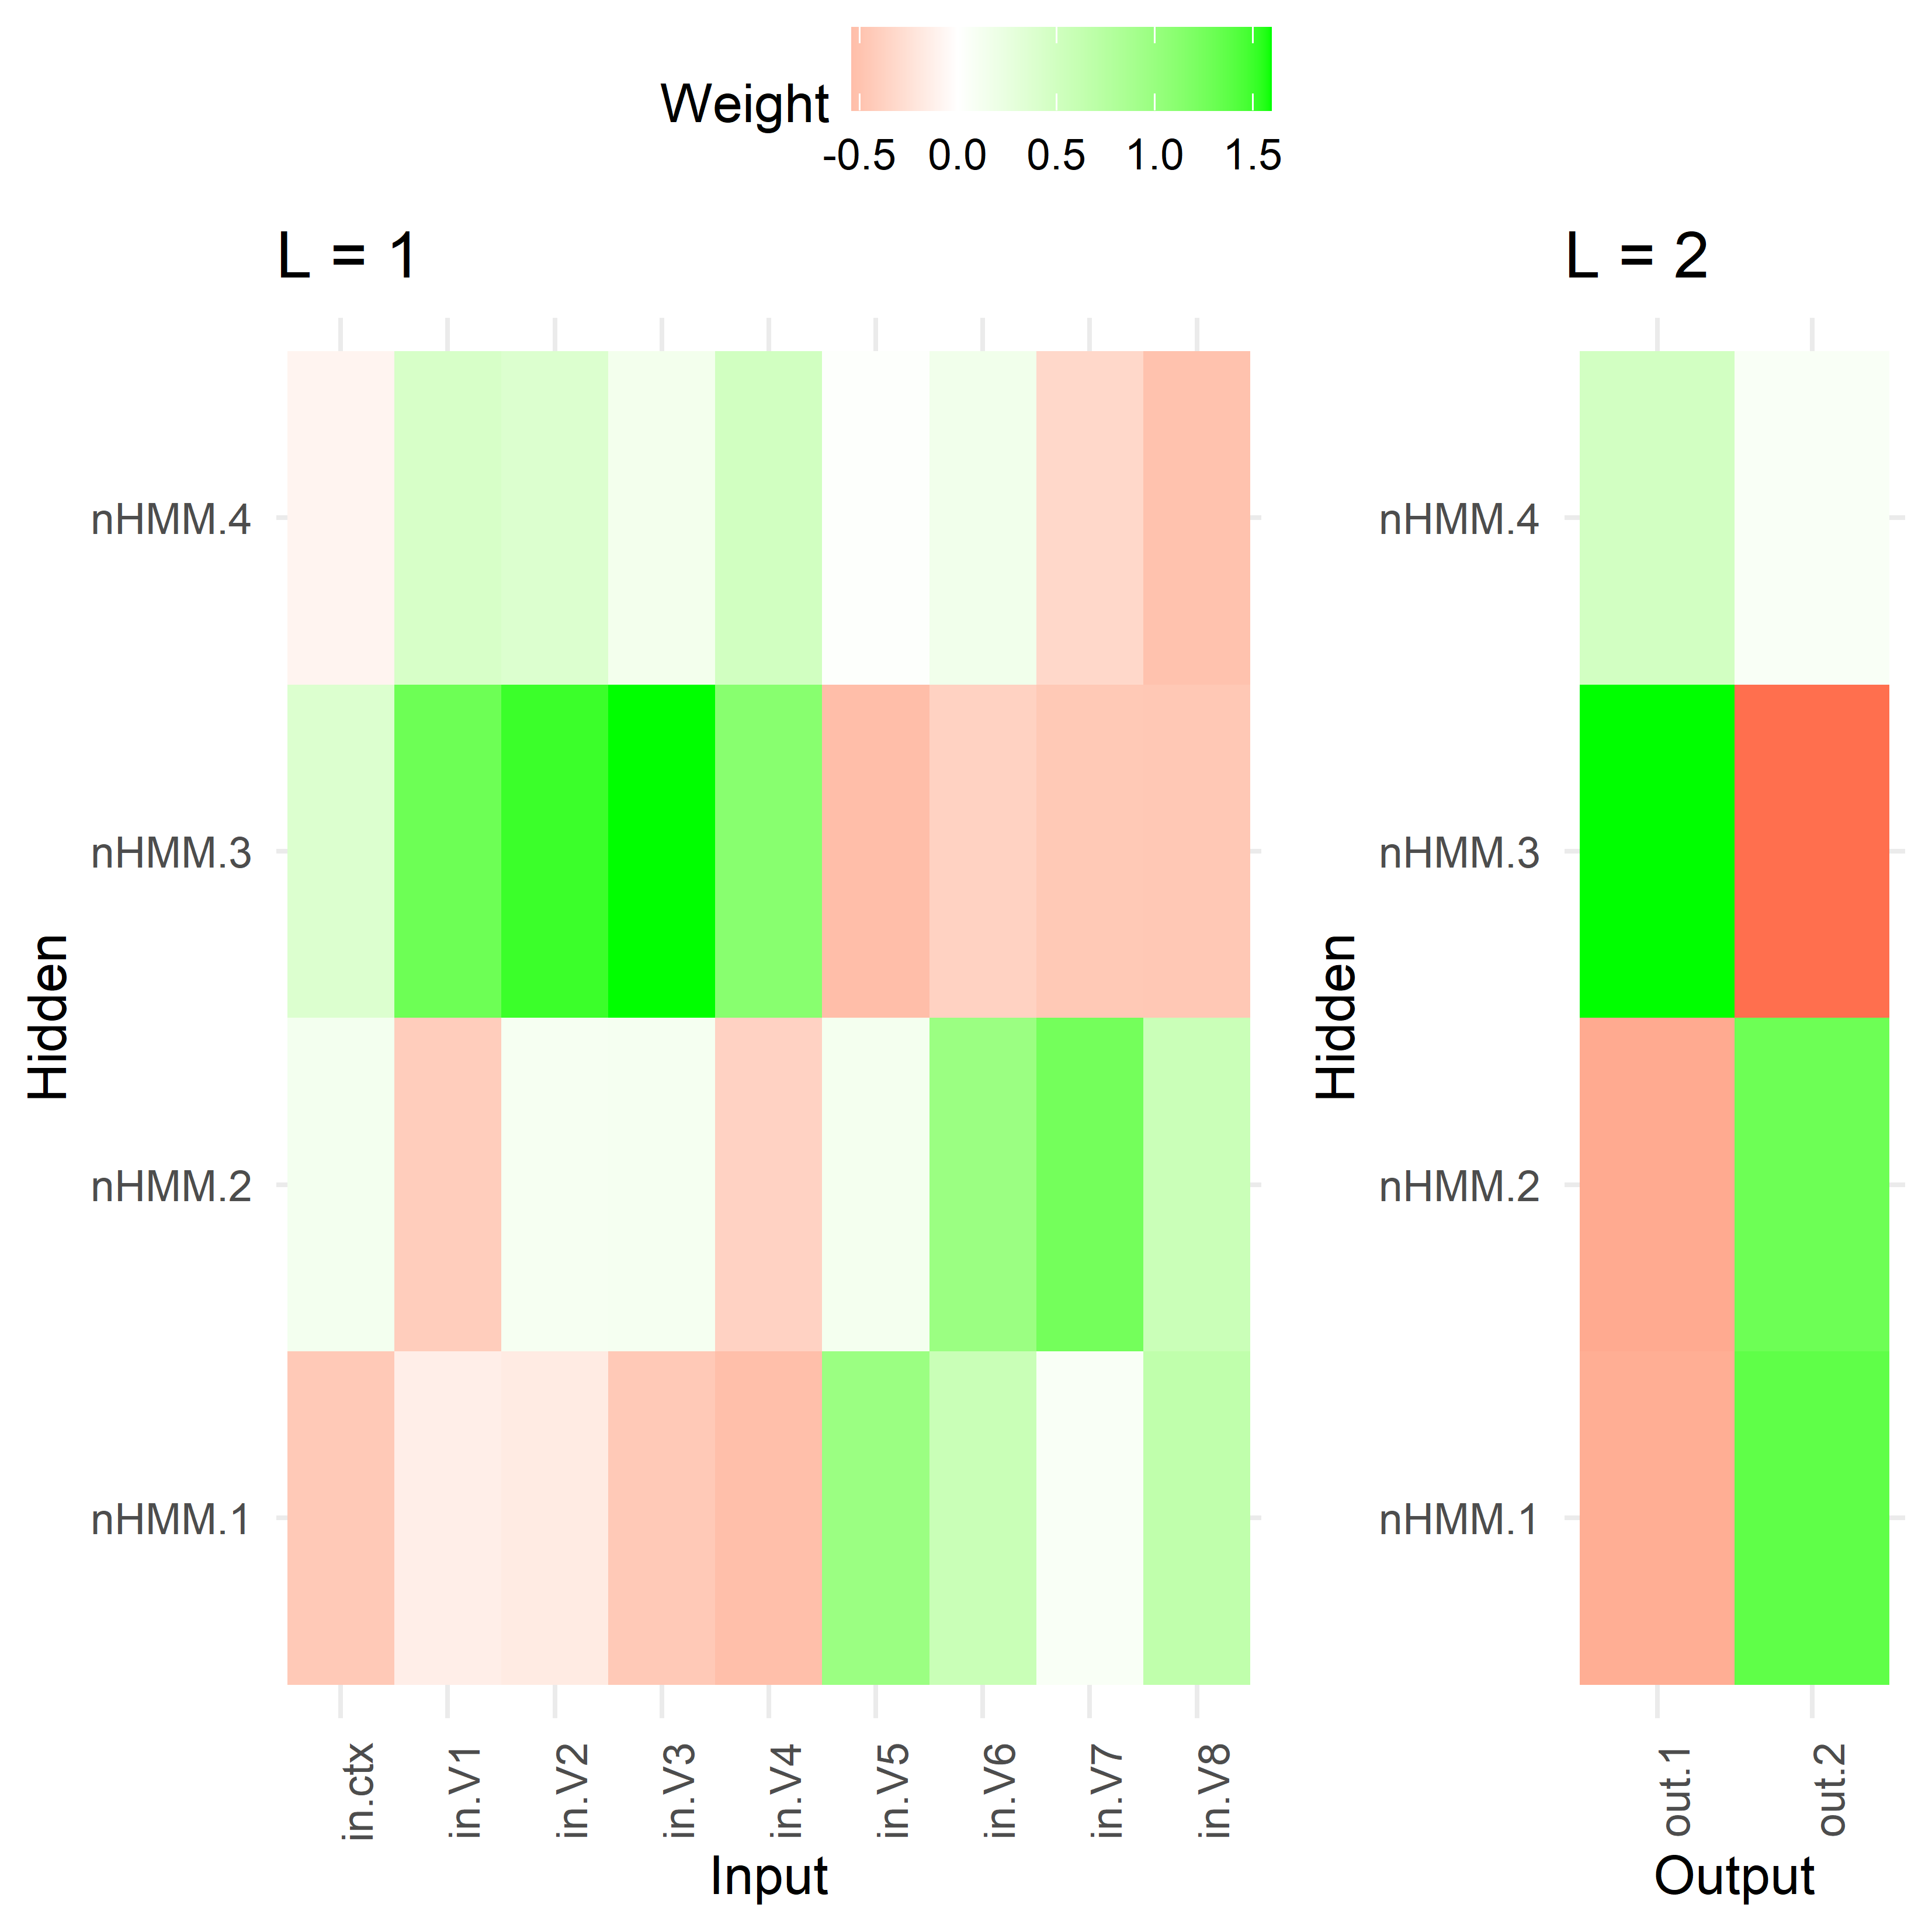 Weight
-0.5 0.0 0.5 1.0 1.5
L = 1
L = 2
Hidden
nHMM.4
nHMM.3
nHMM.2
nHMM.1
in.ctx in.V1 in.V2 in.V3 in.V4 in.V5 in.V6 in.V7 in.V8
Input
Hidden
nHMM.4
nHMM.3
nHMM.2
nHMM.1
out.1 out.2
Output